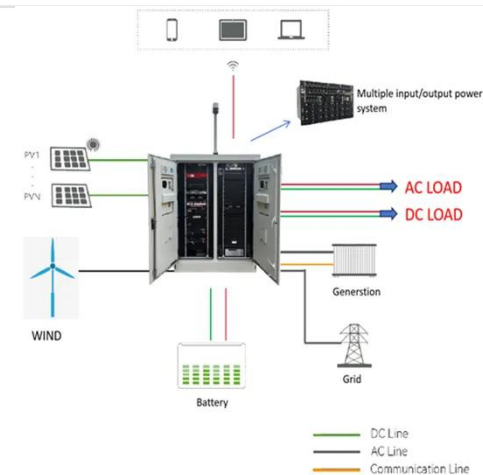 Multiple input/output power
system
PV1
PVN
AC LOAD
DC LOAD
WIND
Generstion
Grid
Battery
DC Line
AC Line
Communication Line